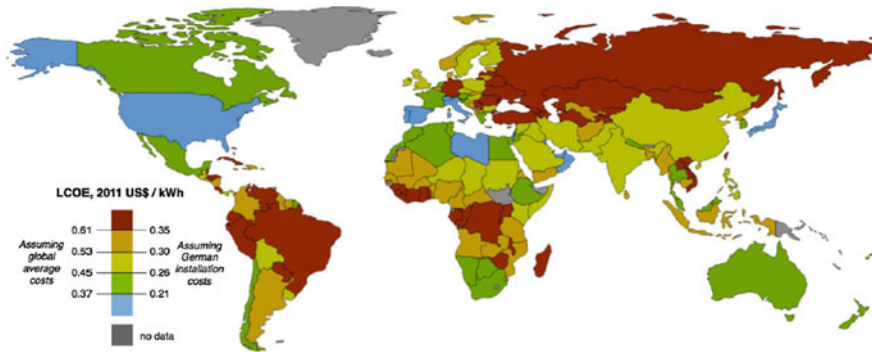 LCOE, 2011 US$ / kWh
0.61 0.35
Assuming global average costs
0.53 0.30
Assuming German installation costs
0.45 0.26
0.37 0.21
no data